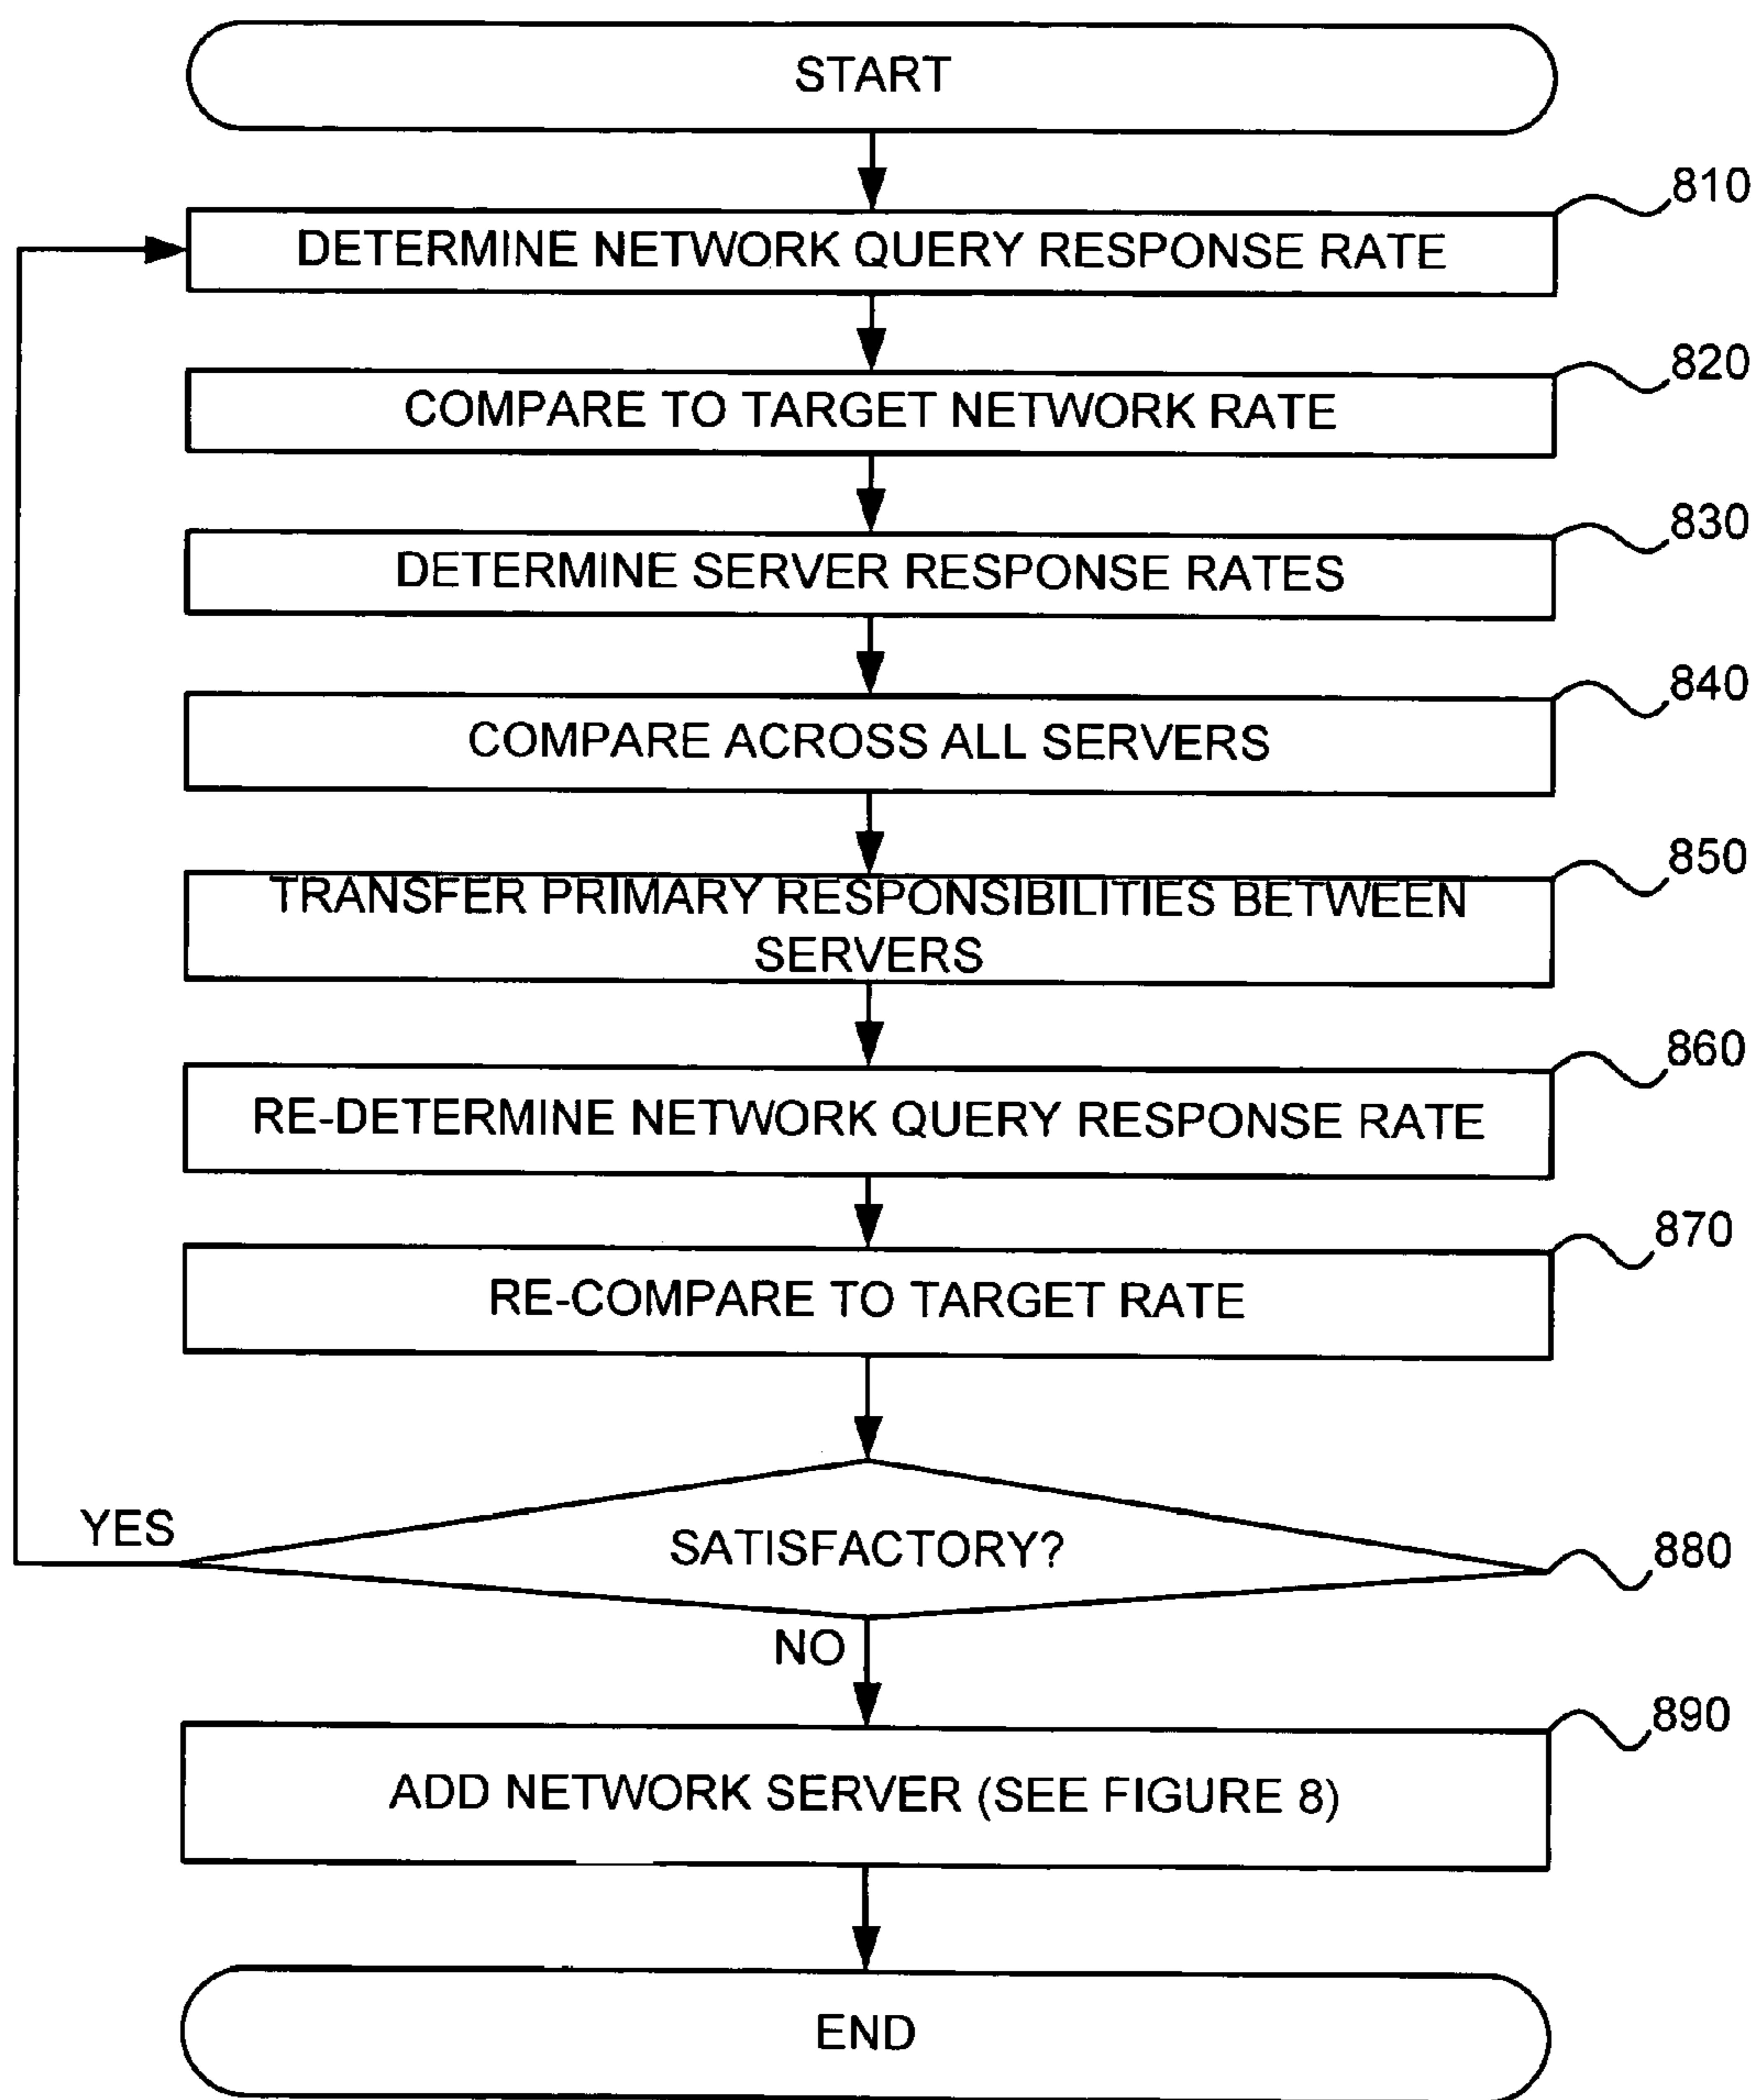 START
810
DETERMINE NETWORK QUERY RESPONSE RATE
820
COMPARE TO TARGET NETWORK RATE
830
DETERMINE SERVER RESPONSE RATES
840
COMPARE ACROSS ALL SERVERS
850
TRANSFER PRIMARY RESPONSIBILITIES BETWEEN
SERVERS
860
RE-DETERMINE NETWORK QUERY RESPONSE RATE
870
RE-COMPARE TO TARGET RATE
YES
SATISFACTORY?
880
NO
890
ADD NETWORK SERVER (SEE FIGURE 8)
END